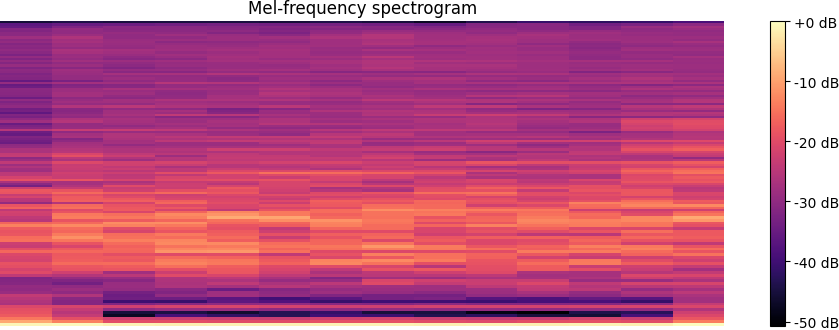 Mel-frequency spectrogram
+0 dB
-10 dB
-20 dB
-30 dB
-40 dB
-50 dB